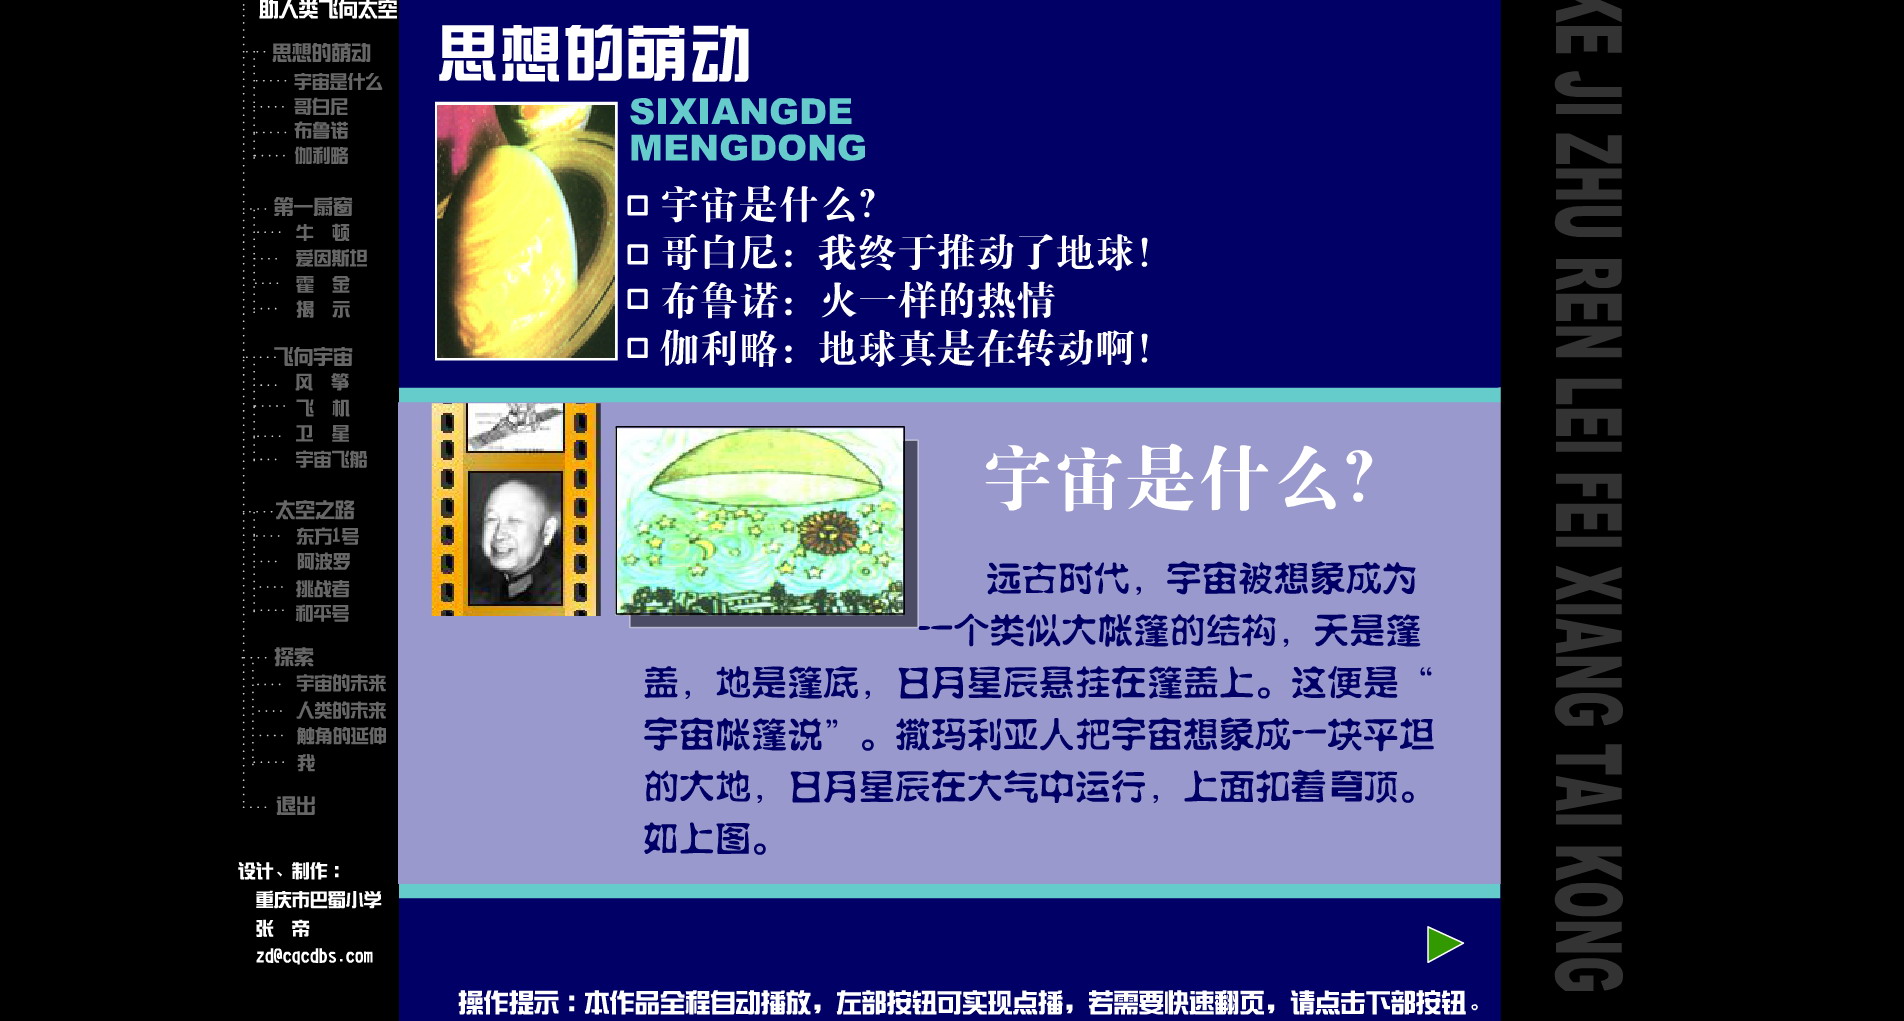 助人类飞向太空
思想的萌动
宇宙是什么
哥白尼
布鲁诺
伽利略
第一扇窗
牛 顿
爱因斯坦
霍 金
揭 示
飞向宇宙
风 筝
飞 机
卫 星
宇宙飞船
太空之路
东方1号
阿波罗
挑战者
和平号
探索
宇宙的未来
人类的未来
触角的延伸
我
退出
设计、制作：
重庆市巴蜀小学
张 帝
zd@cqcdbs.com
思想的萌动
SIXIANGDE
MENGDONG
宇宙是什么？
哥白尼：我终于推动了地球！
布鲁诺：火一样的热情
伽利略：地球真是在转动啊！
宇宙是什么？
远古时代，宇宙被想象成为
一个类似大帐篷的结构，天是篷
盖，地是篷底，日月星辰悬挂在篷盖上。这便是“
宇宙帐篷说”。撒玛利亚人把宇宙想象成一块平坦
的大地，日月星辰在大气中运行，上面扣着穹顶。
如上图。
操作提示：本作品全程自动播放，左部按钮可实现点播，若需要快速翻页，请点击下部按钮。
KE JI ZHU REN LEI FEI XIANG TAI KONG